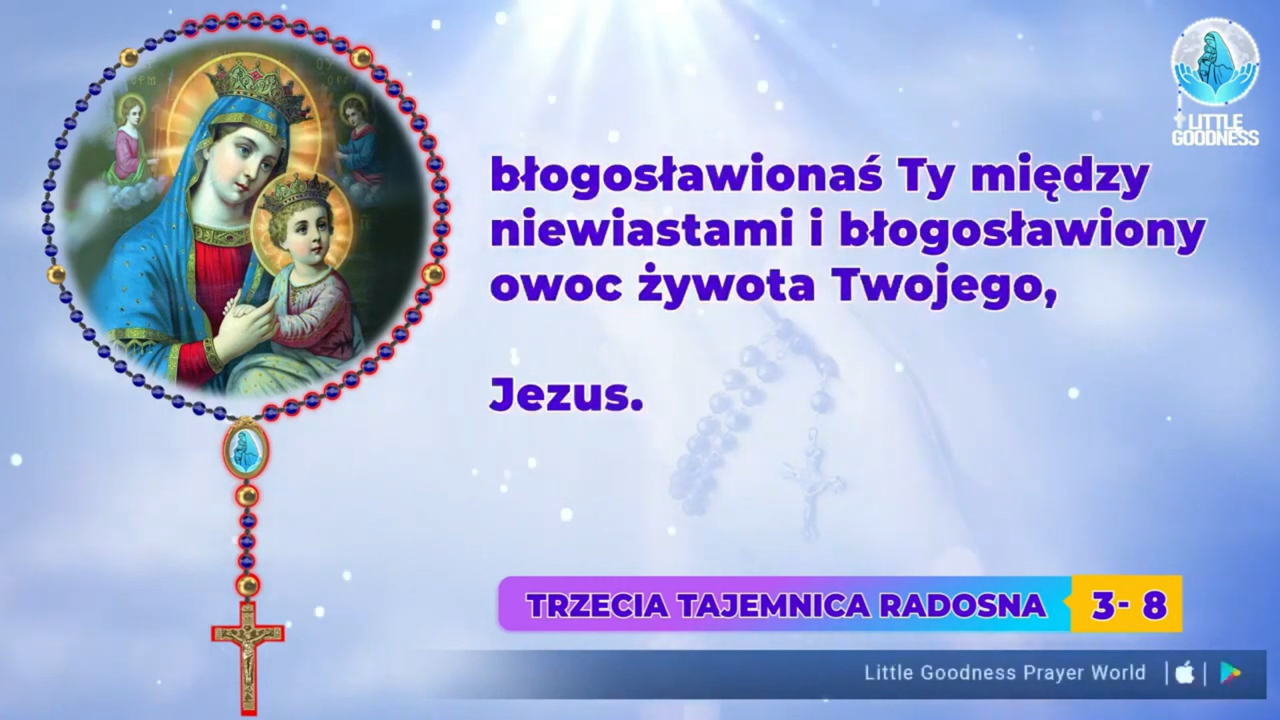 błogosławionaś Ty między
niewiastami i błogosławiony
owoc żywota Twojego,
Jezus.
TRZECIA TAJEMNICA RADOSNA 3- 8
Little Goodness Prayer World
LITTLE
GOODNESS